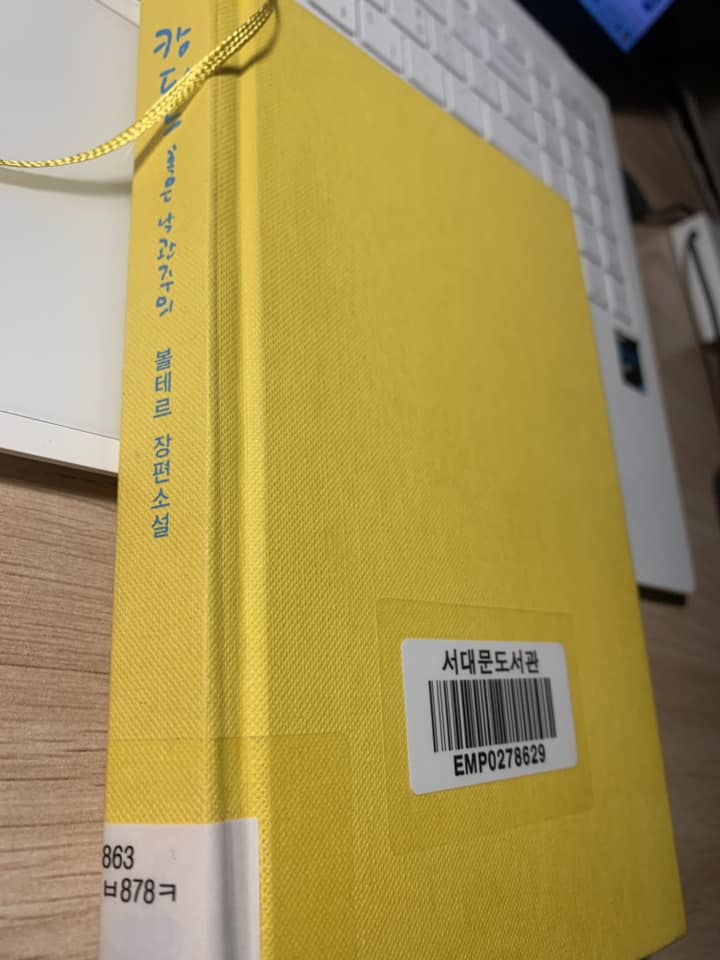 캉디드 혹은 낙관주의
볼테르 장편소설
서대문도서관
EMP0278629
863
ㅂ878ㅋ